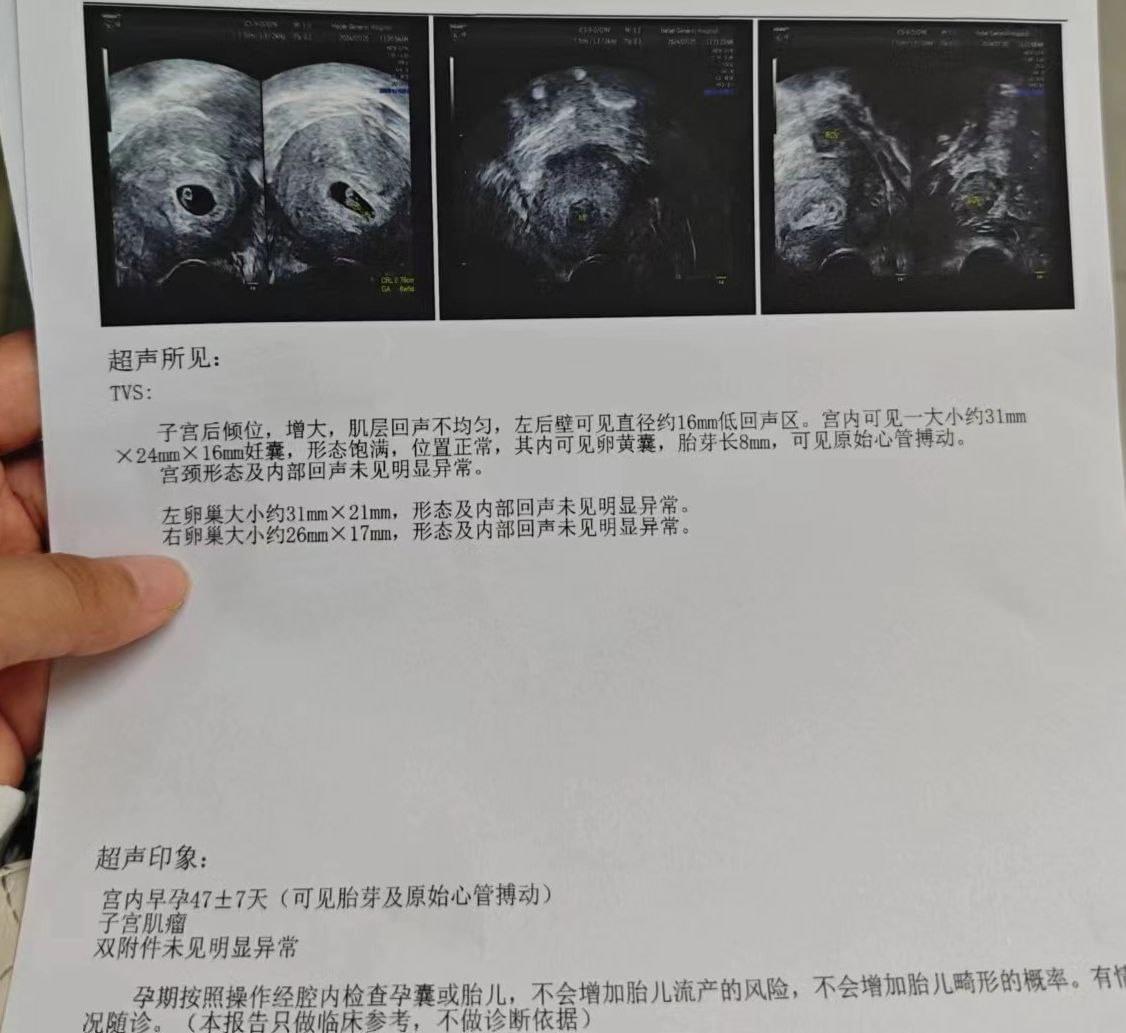 Hebei General Hospital
Hebei General Hospital
ROV
CRL 0.76cm
超声所见：
TVS:
子宫后倾位，增大，肌层回声不均匀，左后壁可见直径约16mm低回声区。宫内可见一大小约31mm
×24mm×16mm妊囊，形态饱满，位置正常，其内可见卵黄囊，胎芽长8mm，可见原始心管搏动。
宫颈形态及内部回声未见明显异常。
左卵巢大小约31mm×21mm，形态及内部回声未见明显异常。
右卵巢大小约26mm×17mm，形态及内部回声未见明显异常。
超声印象：
宫内早孕47±7天（可见胎芽及原始心管搏动）
子宫肌瘤
双附件未见明显异常
孕期按照操作经腔内检查孕囊或胎儿，不会增加胎儿流产的风险，不会增加胎儿畸形的概率。有情
况随诊。（本报告只做临床参考，不做诊断依据）